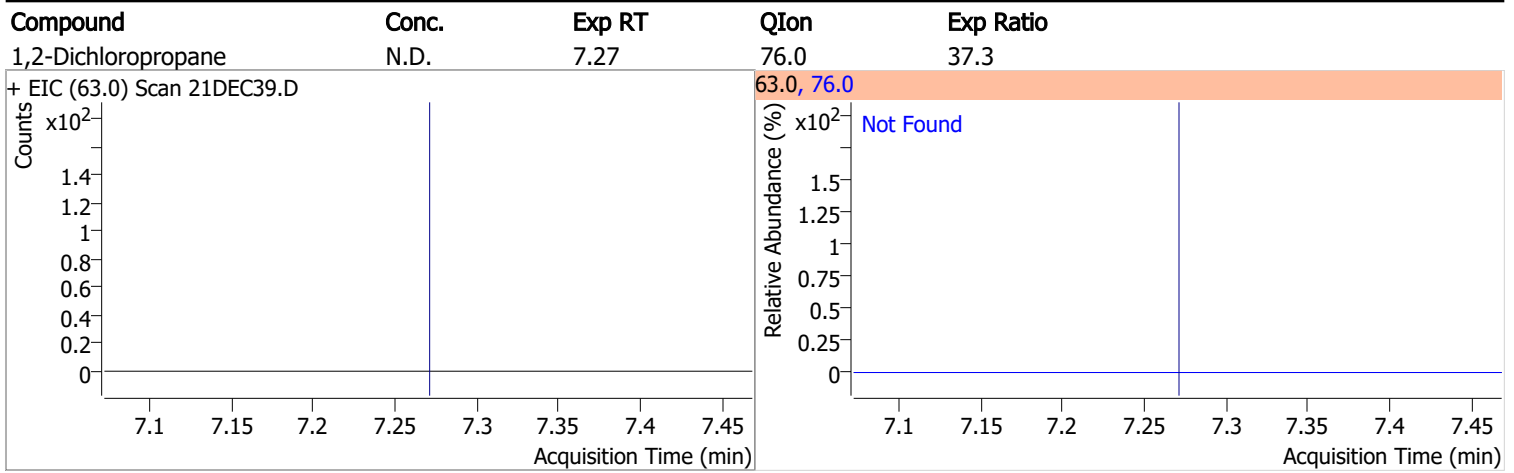 Compound Conc. Exp RT QIon Exp Ratio
1,2-Dichloropropane N.D. 7.27 76.0 37.3
+ EIC (63.0) Scan 21DEC39.D
Counts
x10²
1.4
1.2
1
0.8
0.6
0.4
0.2
0
7.1 7.15 7.2 7.25 7.3 7.35 7.4 7.45
Acquisition Time (min)
63.0, 76.0
Relative Abundance (%)
x10²
Not Found
1.5
1.25
1
0.75
0.5
0.25
0
7.1 7.15 7.2 7.25 7.3 7.35 7.4 7.45
Acquisition Time (min)